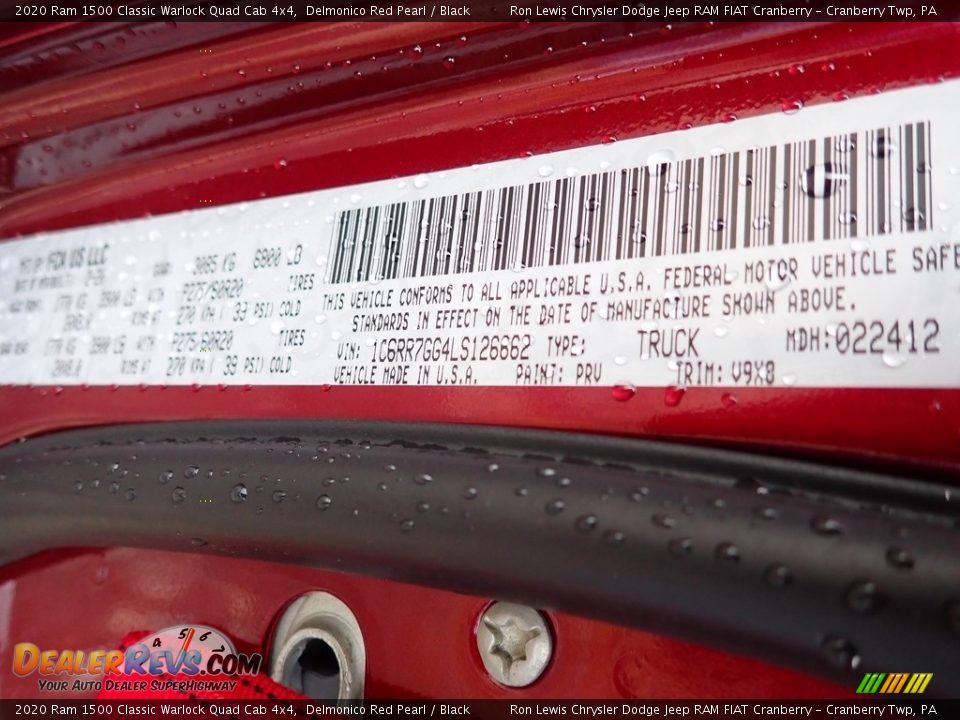 2020 Ram 1500 Classic Warlock Quad Cab 4x4, Delmonico Red Pearl / Black Ron Lewis Chrysler Dodge Jeep RAM FIAT Cranberry – Cranberry Twp, PA
FCA US LLC
3085 KG 6800 LB
P275/60R20 TIRES
270 KPA ( 39 PSI) COLD
P275/60R20 TIRES
270 KPA ( 39 PSI) COLD
THIS VEHICLE CONFORMS TO ALL APPLICABLE U.S.A. FEDERAL MOTOR VEHICLE SAFE
STANDARDS IN EFFECT ON THE DATE OF MANUFACTURE SHOWN ABOVE.
VIN: 1C6RR7GG4LS126662 TYPE: TRUCK MDH:022412
VEHICLE MADE IN U.S.A. PAINT: PRV TRIM: V9X8
4 5 6
DEALERREVS.COM
YOUR AUTO DEALER SUPERHIGHWAY
2020 Ram 1500 Classic Warlock Quad Cab 4x4, Delmonico Red Pearl / Black Ron Lewis Chrysler Dodge Jeep RAM FIAT Cranberry – Cranberry Twp, PA